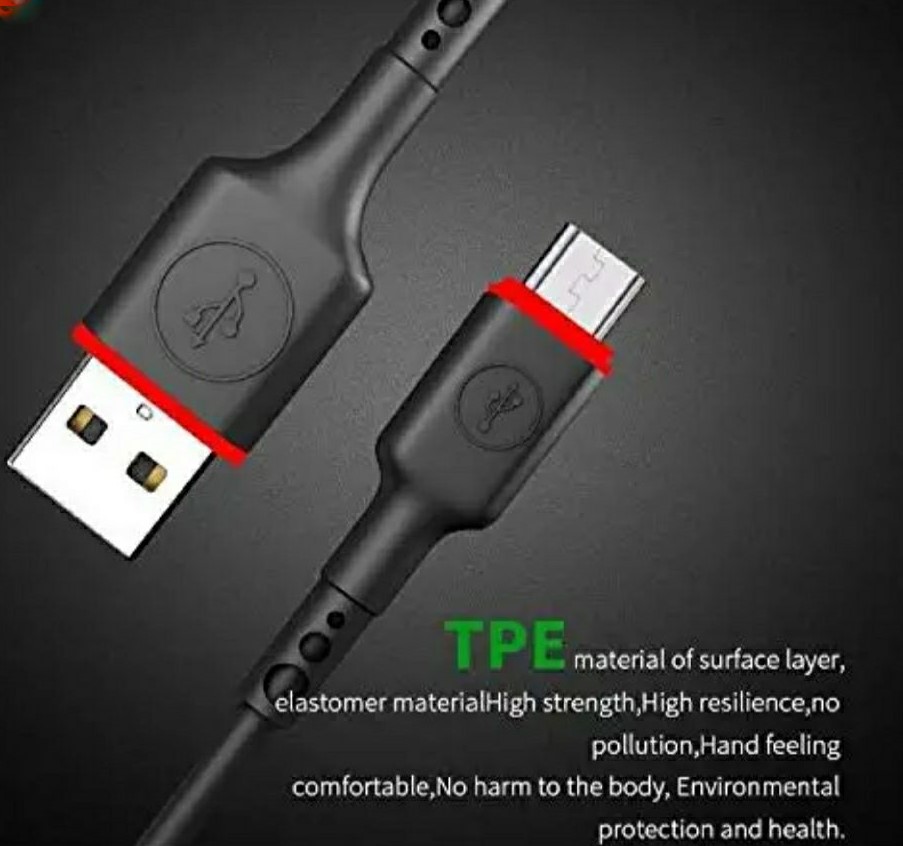 TPE material of surface layer,
elastomer materialHigh strength,High resilience,no
pollution,Hand feeling
comfortable,No harm to the body, Environmental
protection and health.